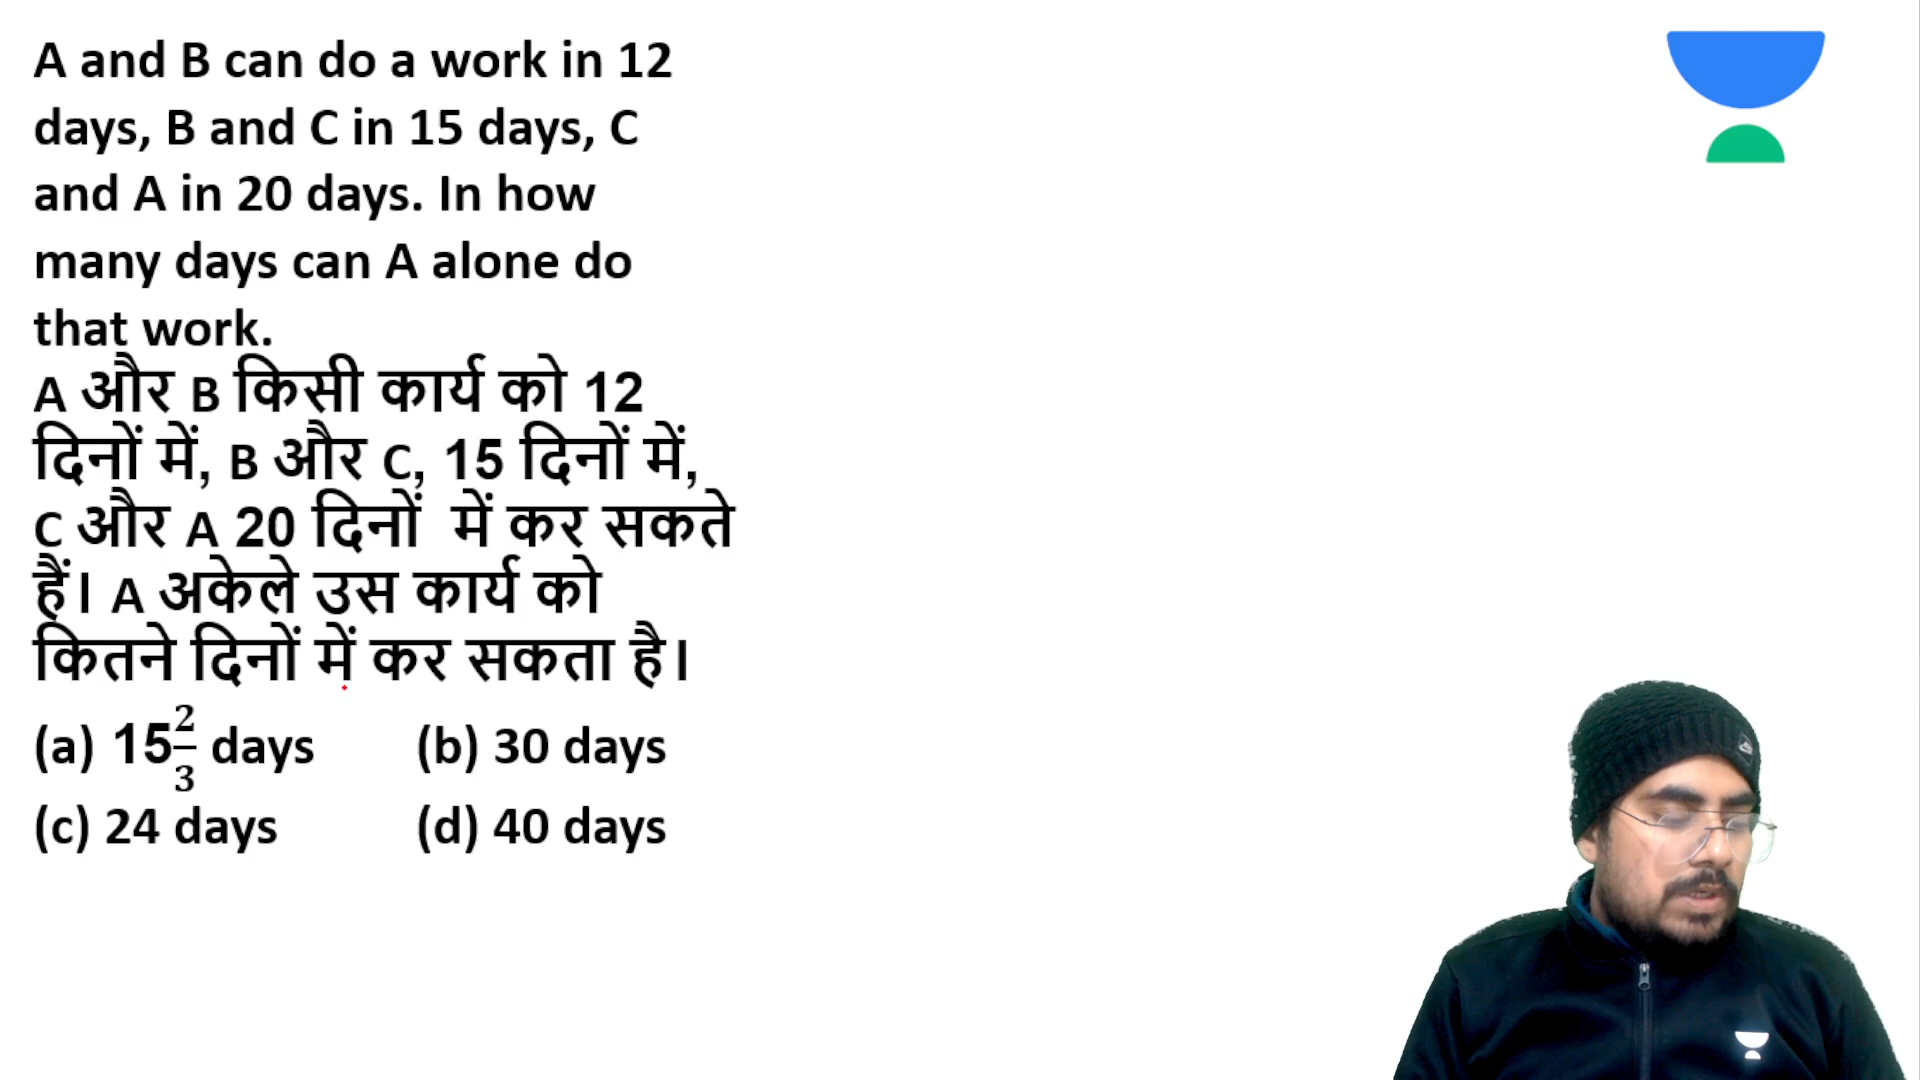 A and B can do a work in 12
days, B and C in 15 days, C
and A in 20 days. In how
many days can A alone do
that work.
A और B किसी कार्य को 12
दिनों में, B और C, 15 दिनों में,
C और A 20 दिनों में कर सकते
हैं। A अकेले उस कार्य को
कितने दिनों में कर सकता है।
(a) 15 2/3 days (b) 30 days
(c) 24 days (d) 40 days